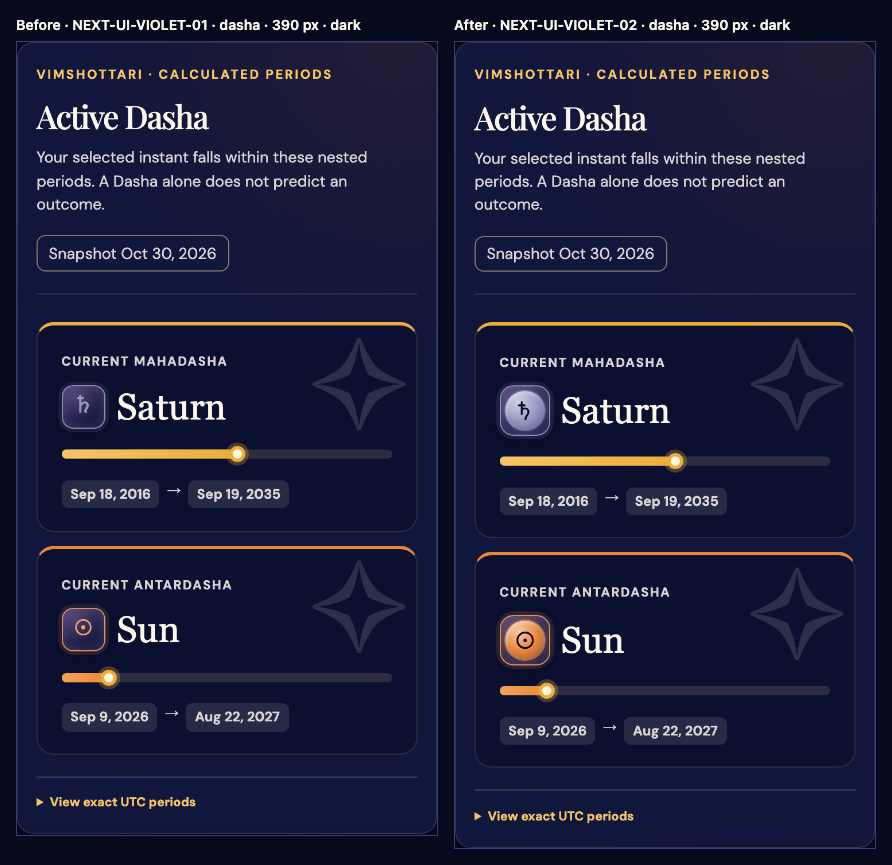 Before · NEXT-UI-VIOLET-01 · dasha · 390 px · dark
VIMSHOTTARI · CALCULATED PERIODS
Active Dasha
Your selected instant falls within these nested
periods. A Dasha alone does not predict an
outcome.
Snapshot Oct 30, 2026
CURRENT MAHADASHA
♄ Saturn
Sep 18, 2016 → Sep 19, 2035
CURRENT ANTARDASHA
☉ Sun
Sep 9, 2026 → Aug 22, 2027
▶ View exact UTC periods
After · NEXT-UI-VIOLET-02 · dasha · 390 px · dark
VIMSHOTTARI · CALCULATED PERIODS
Active Dasha
Your selected instant falls within these nested
periods. A Dasha alone does not predict an
outcome.
Snapshot Oct 30, 2026
CURRENT MAHADASHA
♄ Saturn
Sep 18, 2016 → Sep 19, 2035
CURRENT ANTARDASHA
☉ Sun
Sep 9, 2026 → Aug 22, 2027
▶ View exact UTC periods